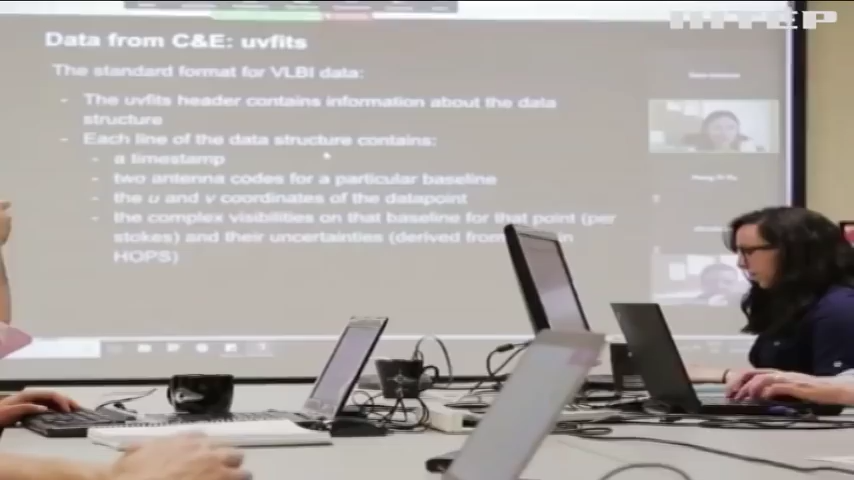 ІНТЕР
Data from C&E: uvfits
The standard format for VLBI data:
- The uvfits header contains information about the data
structure
- Each line of the data structure contains:
- a timestamp
- two antenna codes for a particular baseline
- the u and v coordinates of the datapoint
- the complex visibilities on that baseline for that point (per
stokes) and their uncertainties (derived from in
HOPS)